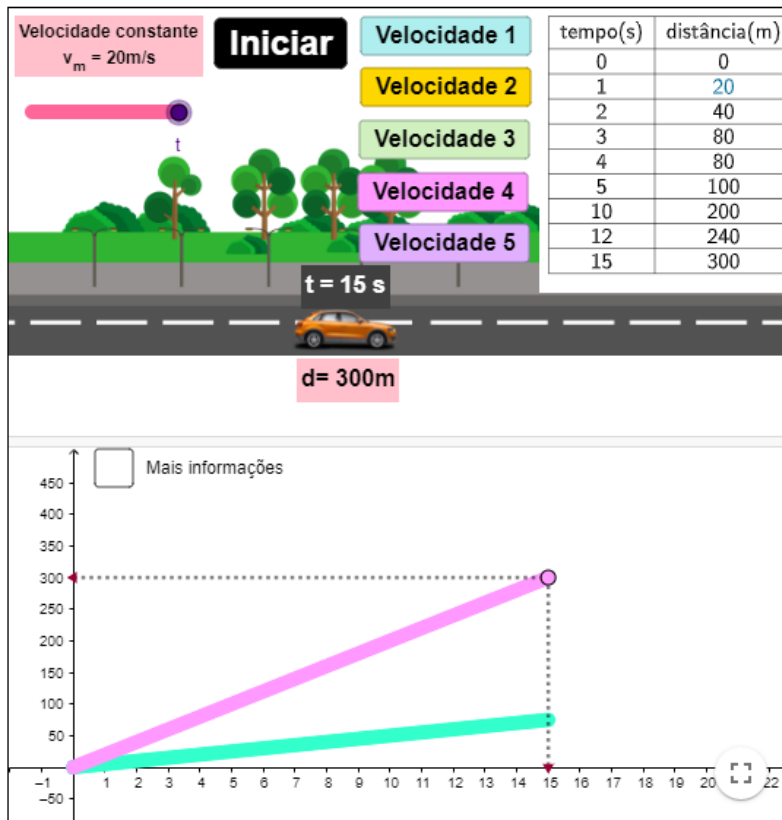 Velocidade constante
v_m = 20m/s
Iniciar
Velocidade 1
Velocidade 2
Velocidade 3
Velocidade 4
Velocidade 5
t
tempo(s) distância(m)
0 0
1 20
2 40
3 80
4 80
5 100
10 200
12 240
15 300
t = 15 s
d= 300m
Mais informações
450
400
350
300
250
200
150
100
50
−50
−1 1 2 3 4 5 6 7 8 9 10 11 12 13 14 15 16 17 18 19 20 22